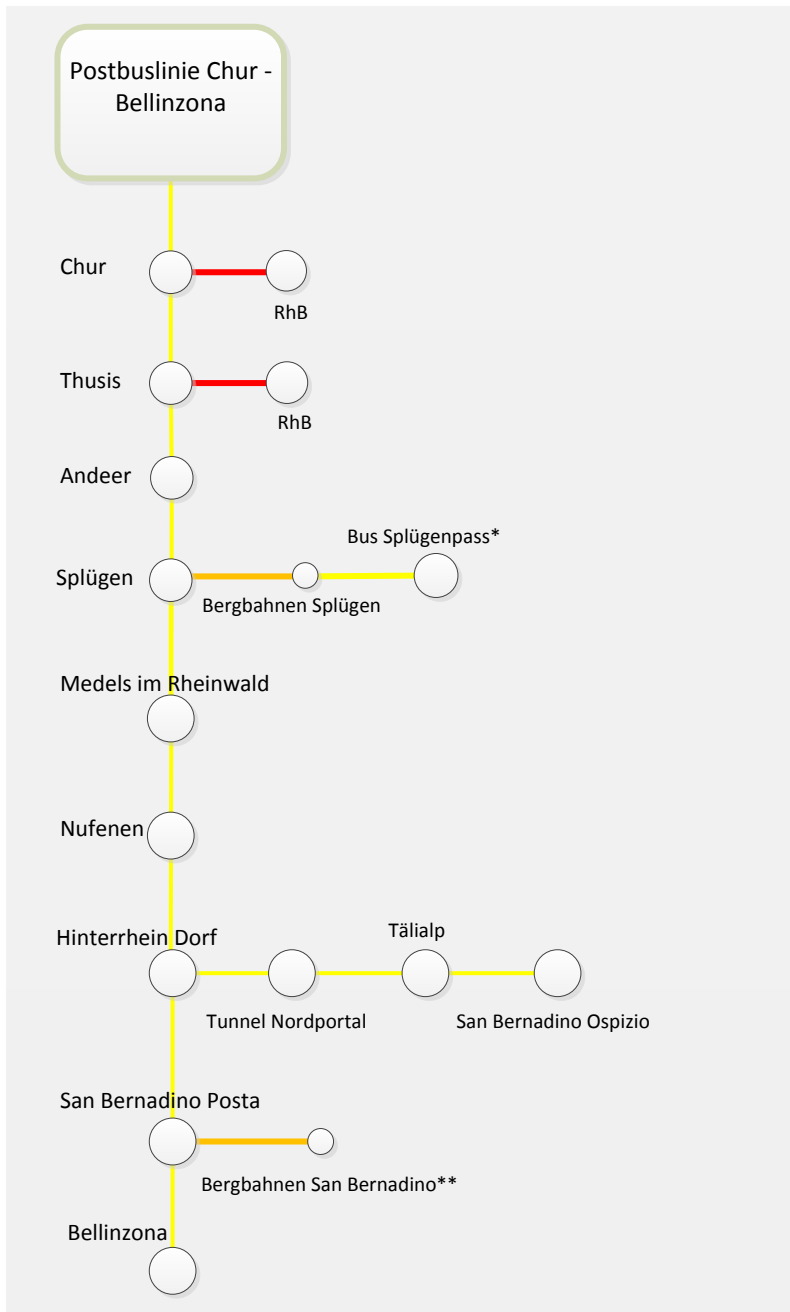 Postbuslinie Chur -
Bellinzona
Chur
RhB
Thusis
RhB
Andeer
Bus Splügenpass*
Splügen
Bergbahnen Splügen
Medels im Rheinwald
Nufenen
Hinterrhein Dorf
Tälialp
Tunnel Nordportal
San Bernadino Ospizio
San Bernadino Posta
Bergbahnen San Bernadino**
Bellinzona